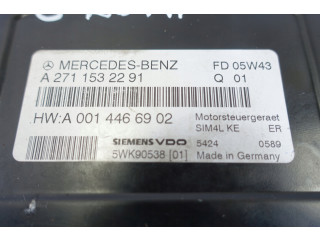 MERCEDES-BENZ FD 05W43
A 271 153 22 91 Q 01
HW:A 001 446 69 02 Motorsteuergeraet
SIM4L KE ER
SIEMENS VDO 5424 0589
5WK90538 [01] Made in Germany